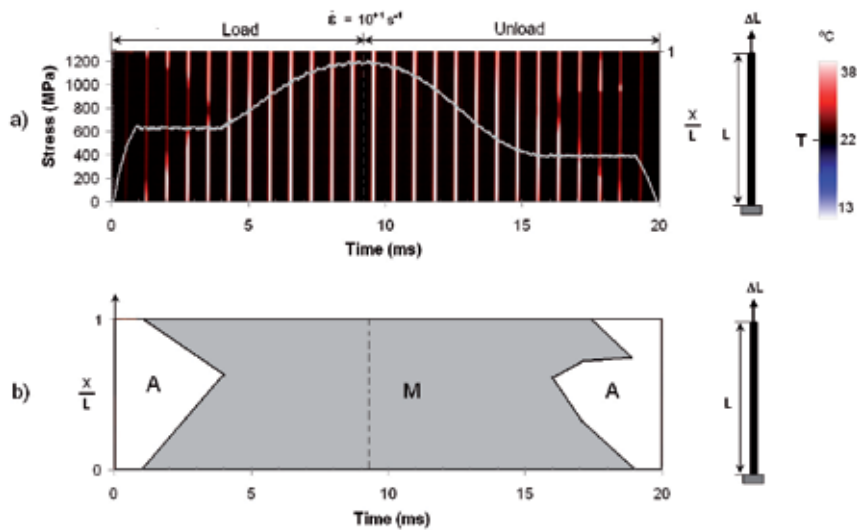 ε̇ = 10⁺¹ s⁻¹
Load
Unload
ΔL
°C
a)
Stress (MPa)
1200
1000
800
600
400
200
0
1
X
L
L
T
38
22
13
0
5
10
15
20
Time (ms)
b)
X
L
1
0
A
M
A
ΔL
L
0
5
10
15
20
Time (ms)